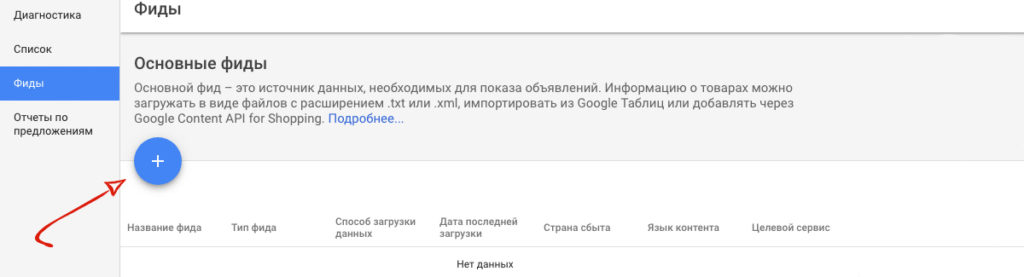 Диагностика
Список
Фиды
Отчеты по
предложениям
Фиды
Основные фиды
Основной фид – это источник данных, необходимых для показа объявлений. Информацию о товарах можно
загружать в виде файлов с расширением .txt или .xml, импортировать из Google Таблиц или добавлять через
Google Content API for Shopping. Подробнее...
+
Название фида
Тип фида
Способ загрузки
данных
Дата последней
загрузки
Страна сбыта
Язык контента
Целевой сервис
Нет данных